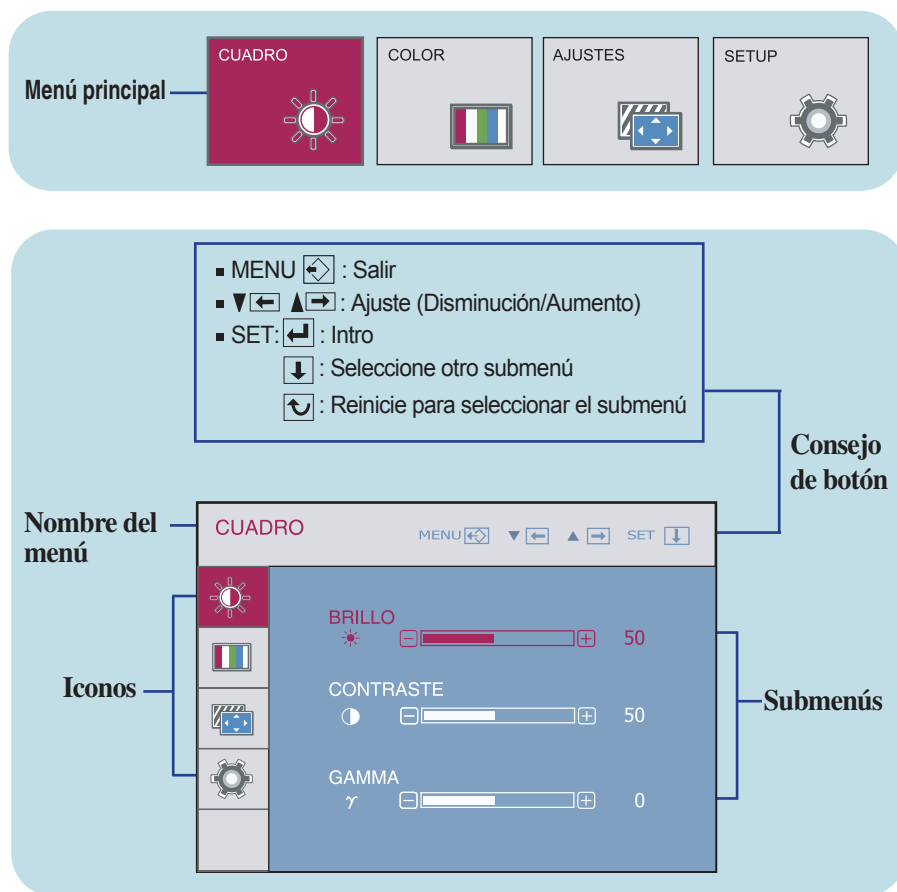 CUADRO
COLOR
AJUSTES
SETUP
Menú principal
MENU : Salir
: Ajuste (Disminución/Aumento)
SET: : Intro
: Seleccione otro submenú
: Reinicie para seleccionar el submenú
Consejo
de botón
Nombre del
menú
CUADRO
MENU SET
BRILLO
50
Iconos
CONTRASTE
50
Submenús
GAMMA
γ 0